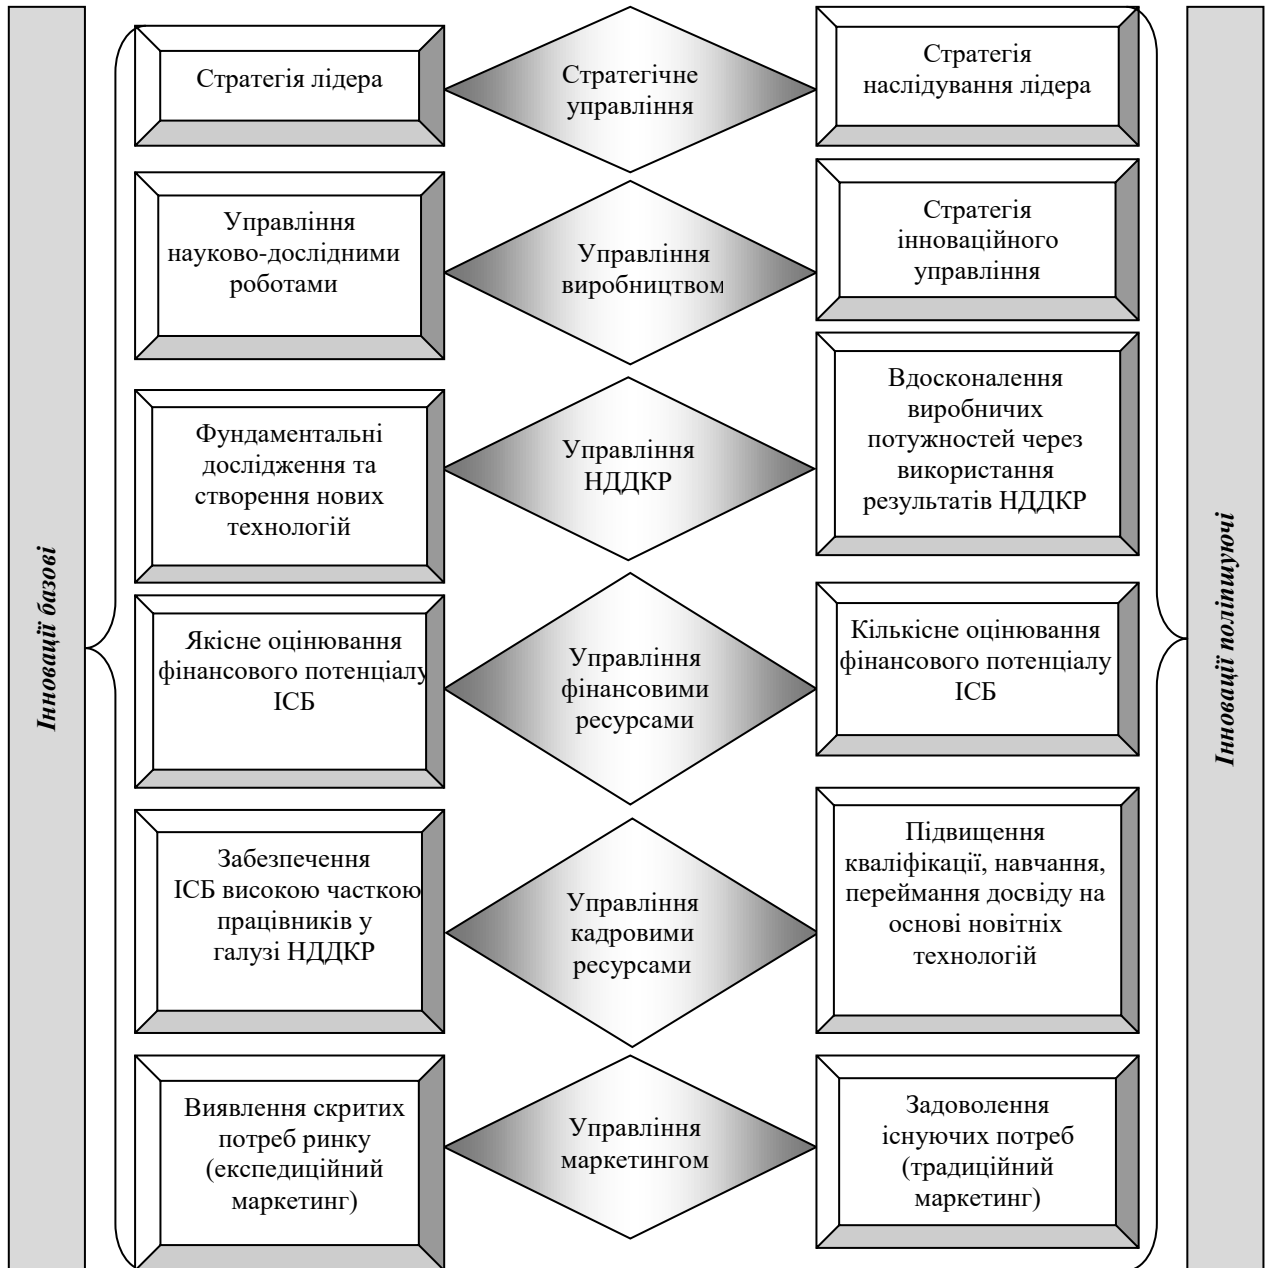 Інновації базові
Стратегія лідера
Стратегічне
управління
Стратегія
наслідування лідера
Управління
науково-дослідними
роботами
Управління
виробництвом
Стратегія
інноваційного
управління
Фундаментальні
дослідження та
створення нових
технологій
Управління
НДДКР
Вдосконалення
виробничих
потужностей через
використання
результатів НДДКР
Якісне оцінювання
фінансового потенціалу
ІСБ
Управління
фінансовими
ресурсами
Кількісне оцінювання
фінансового потенціалу
ІСБ
Забезпечення
ІСБ високою часткою
працівників у
галузі НДДКР
Управління
кадровими
ресурсами
Підвищення
кваліфікації, навчання,
переймання досвіду на
основі новітніх
технологій
Виявлення скритих
потреб ринку
(експедиційний
маркетинг)
Управління
маркетингом
Задоволення
існуючих потреб
(традиційний
маркетинг)
Інновації поліпшуючі